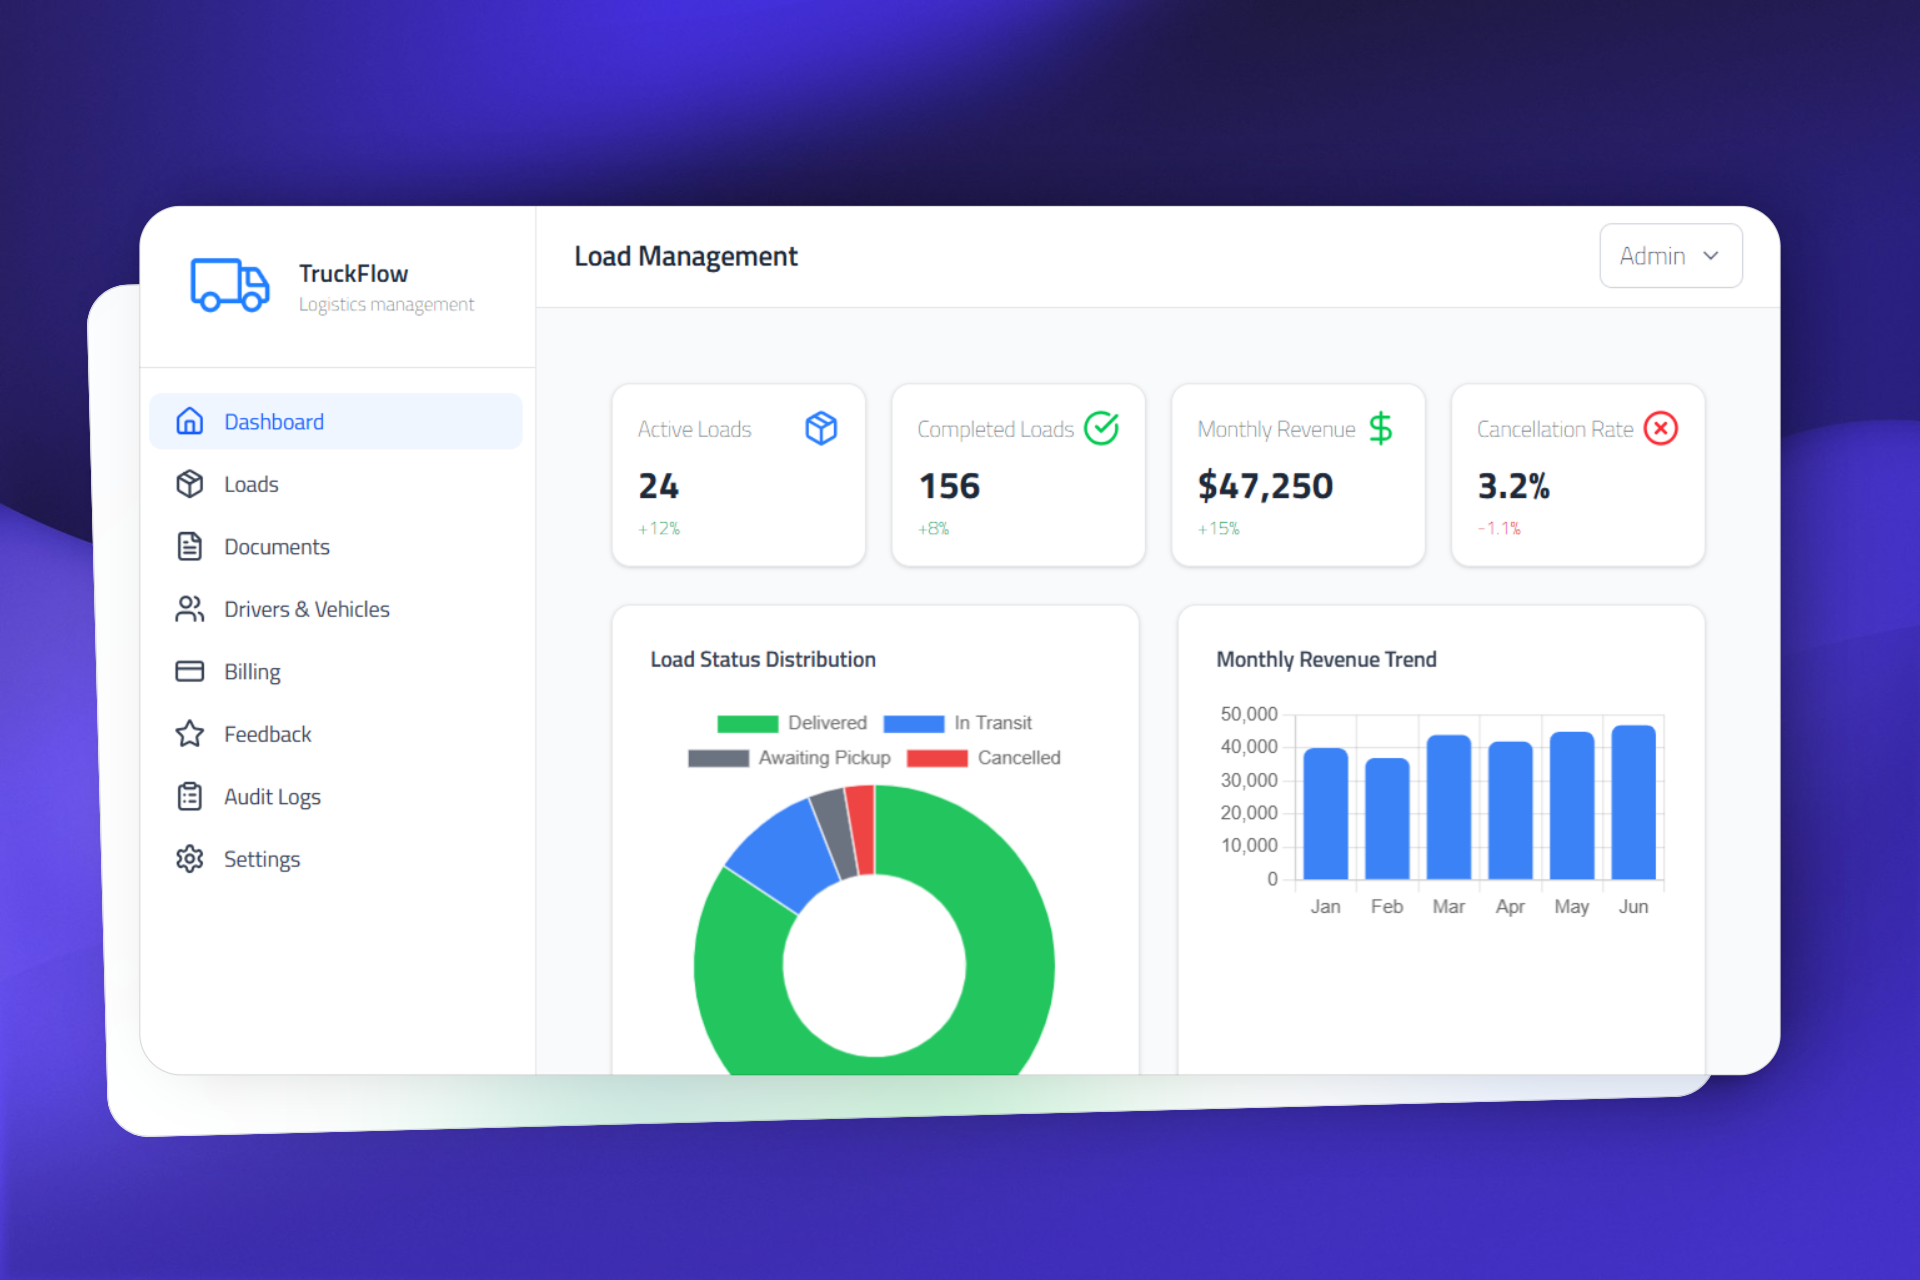 TruckFlow
Logistics management
Dashboard
Loads
Documents
Drivers & Vehicles
Billing
Feedback
Audit Logs
Settings
Load Management
Admin
Active Loads
24
+12%
Completed Loads
156
+8%
Monthly Revenue
$47,250
+15%
Cancellation Rate
3.2%
-1.1%
Load Status Distribution
Delivered In Transit
Awaiting Pickup Cancelled
Monthly Revenue Trend
50,000
40,000
30,000
20,000
10,000
0
Jan Feb Mar Apr May Jun